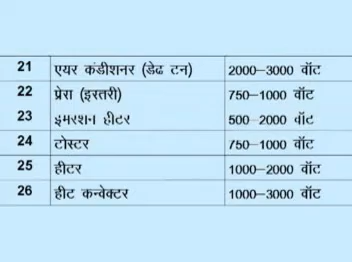 21 एयर कंडीशनर (डेढ टन) 2000–3000 वॉट
22 प्रेरा (इस्तरी) 750–1000 वॉट
23 इमरशन हीटर 500–2000 वॉट
24 टोस्टर 750–1000 वॉट
25 हीटर 1000–2000 वॉट
26 हीट कन्वेक्टर 1000–3000 वॉट